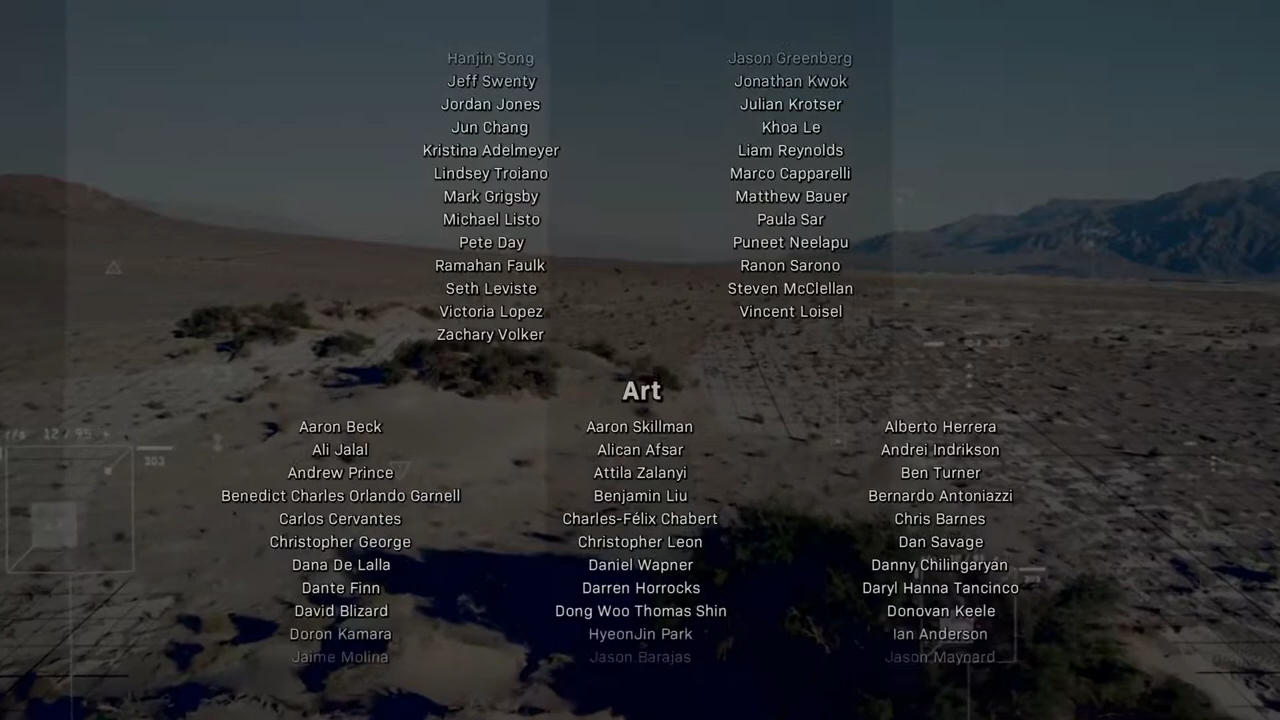 Hanjin Song Jason Greenberg
Jeff Swenty Jonathan Kwok
Jordan Jones Julian Krotser
Jun Chang Khoa Le
Kristina Adelmeyer Liam Reynolds
Lindsey Troiano Marco Capparelli
Mark Grigsby Matthew Bauer
Michael Listo Paula Sar
Pete Day Puneet Neelapu
Ramahan Faulk Ranon Sarono
Seth Leviste Steven McClellan
Victoria Lopez Vincent Loisel
Zachary Volker
Art
Aaron Beck Aaron Skillman Alberto Herrera
Ali Jalal Alican Afsar Andrei Indrikson
Andrew Prince Attila Zalanyi Ben Turner
Benedict Charles Orlando Garnell Benjamin Liu Bernardo Antoniazzi
Carlos Cervantes Charles-Félix Chabert Chris Barnes
Christopher George Christopher Leon Dan Savage
Dana De Lalla Daniel Wapner Danny Chilingaryan
Dante Finn Darren Horrocks Daryl Hanna Tancinco
David Blizard Dong Woo Thomas Shin Donovan Keele
Doron Kamara HyeonJin Park Ian Anderson
Jaime Molina Jason Barajas Jason Maynard
12 / 95
303
303